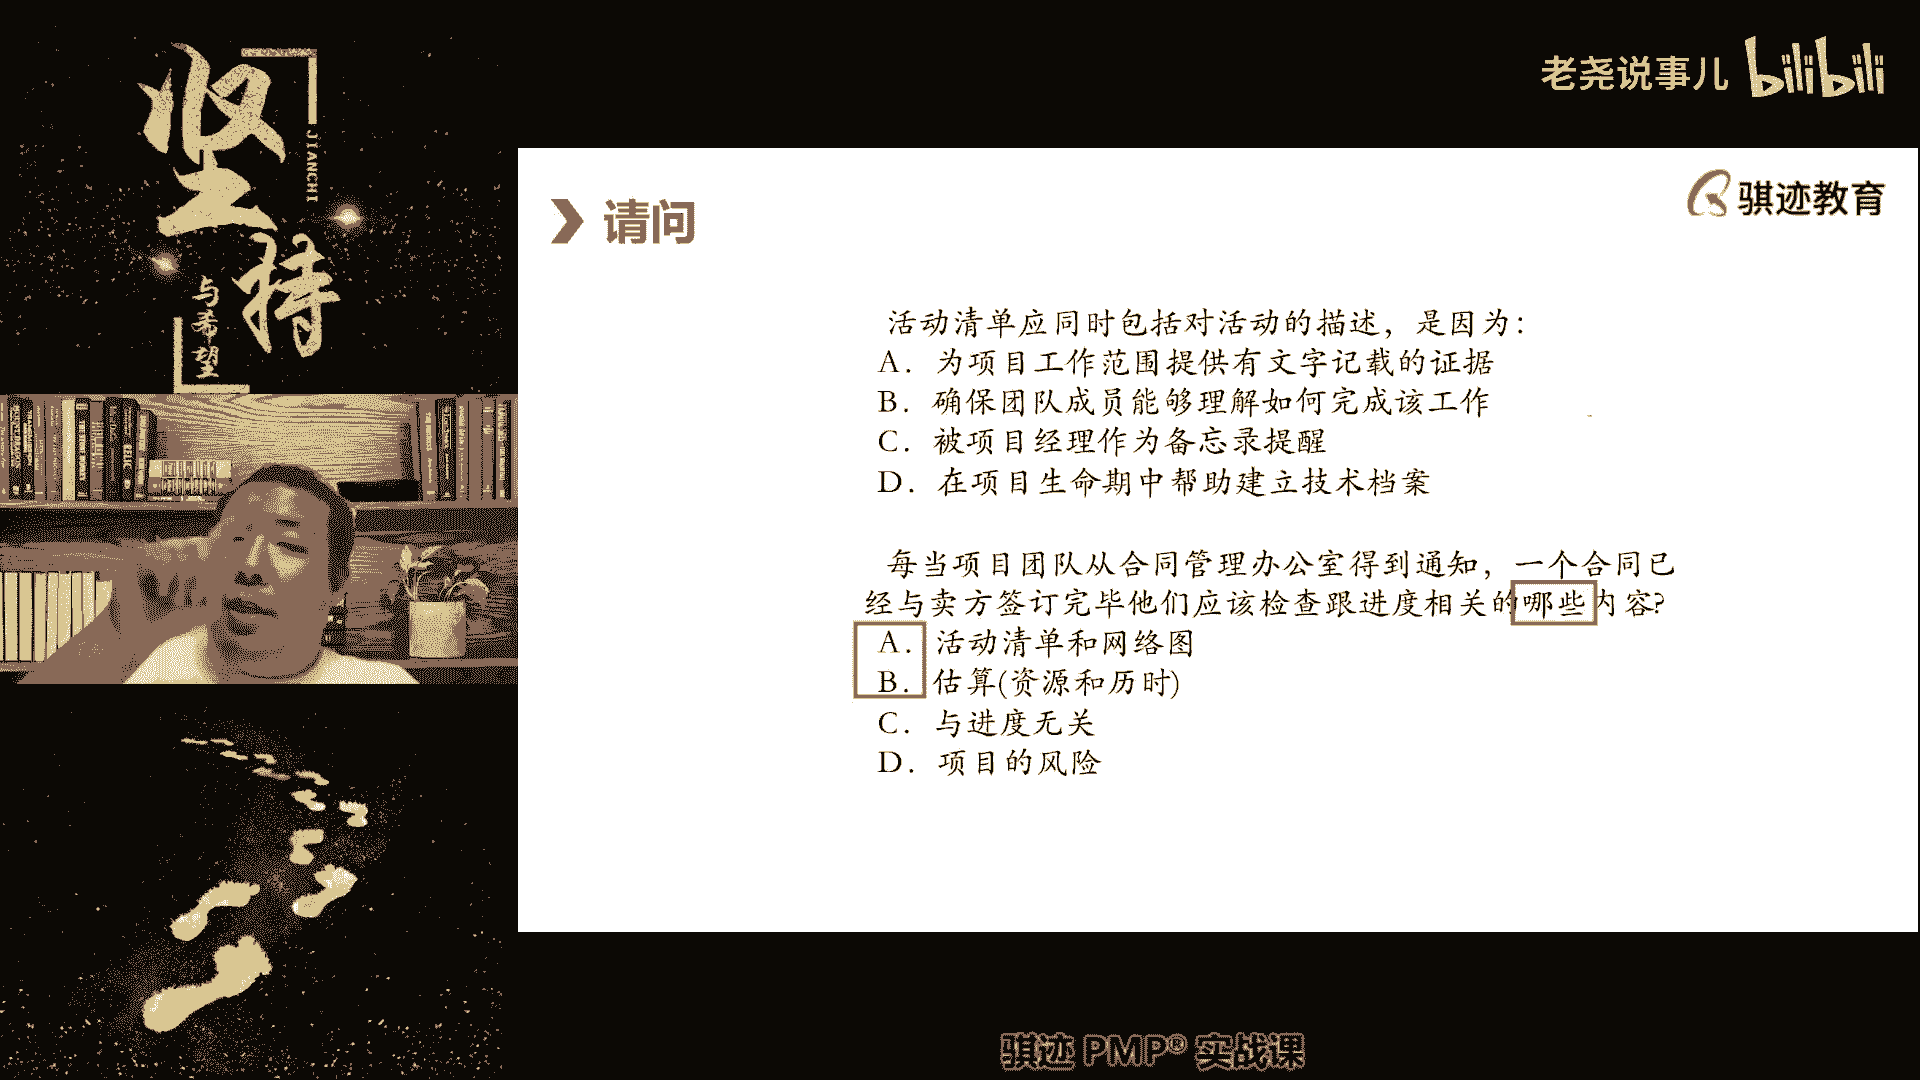 坚持
JIANCHI
与希望
老尧说事儿 bilibili
骐迹教育
请问
活动清单应同时包括对活动的描述，是因为：
A. 为项目工作范围提供有文字记载的证据
B. 确保团队成员能够理解如何完成该工作
C. 被项目经理作为备忘录提醒
D. 在项目生命期中帮助建立技术档案
每当项目团队从合同管理办公室得到通知，一个合同已
经与卖方签订完毕他们应该检查跟进度相关的哪些内容?
A. 活动清单和网络图
B. 估算(资源和历时)
C. 与进度无关
D. 项目的风险
骐迹 PMP® 实战课